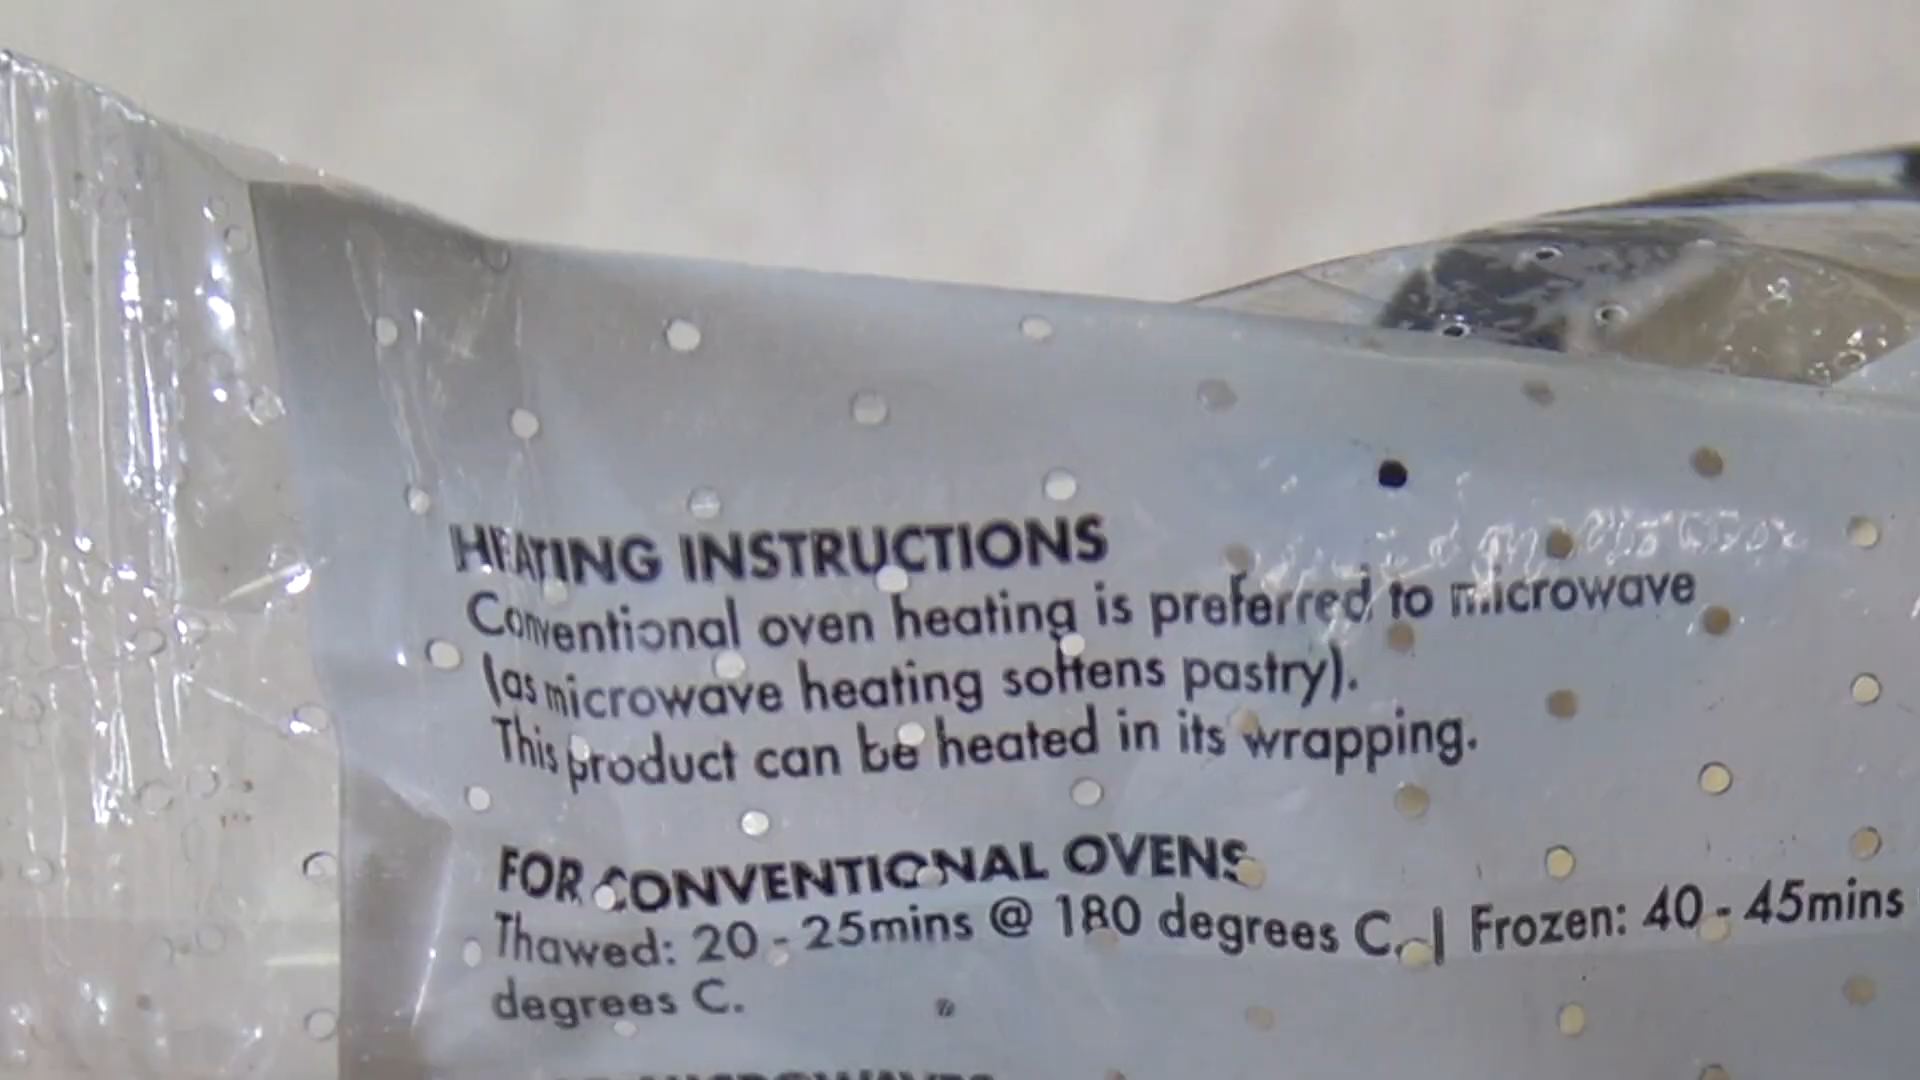 HEATING INSTRUCTIONS
Conventional oven heating is preferred to microwave
(as microwave heating softens pastry).
This product can be heated in its wrapping.
FOR CONVENTIONAL OVENS
Thawed: 20 - 25mins @ 180 degrees C. | Frozen: 40 - 45mins
degrees C.
MICROWAVES